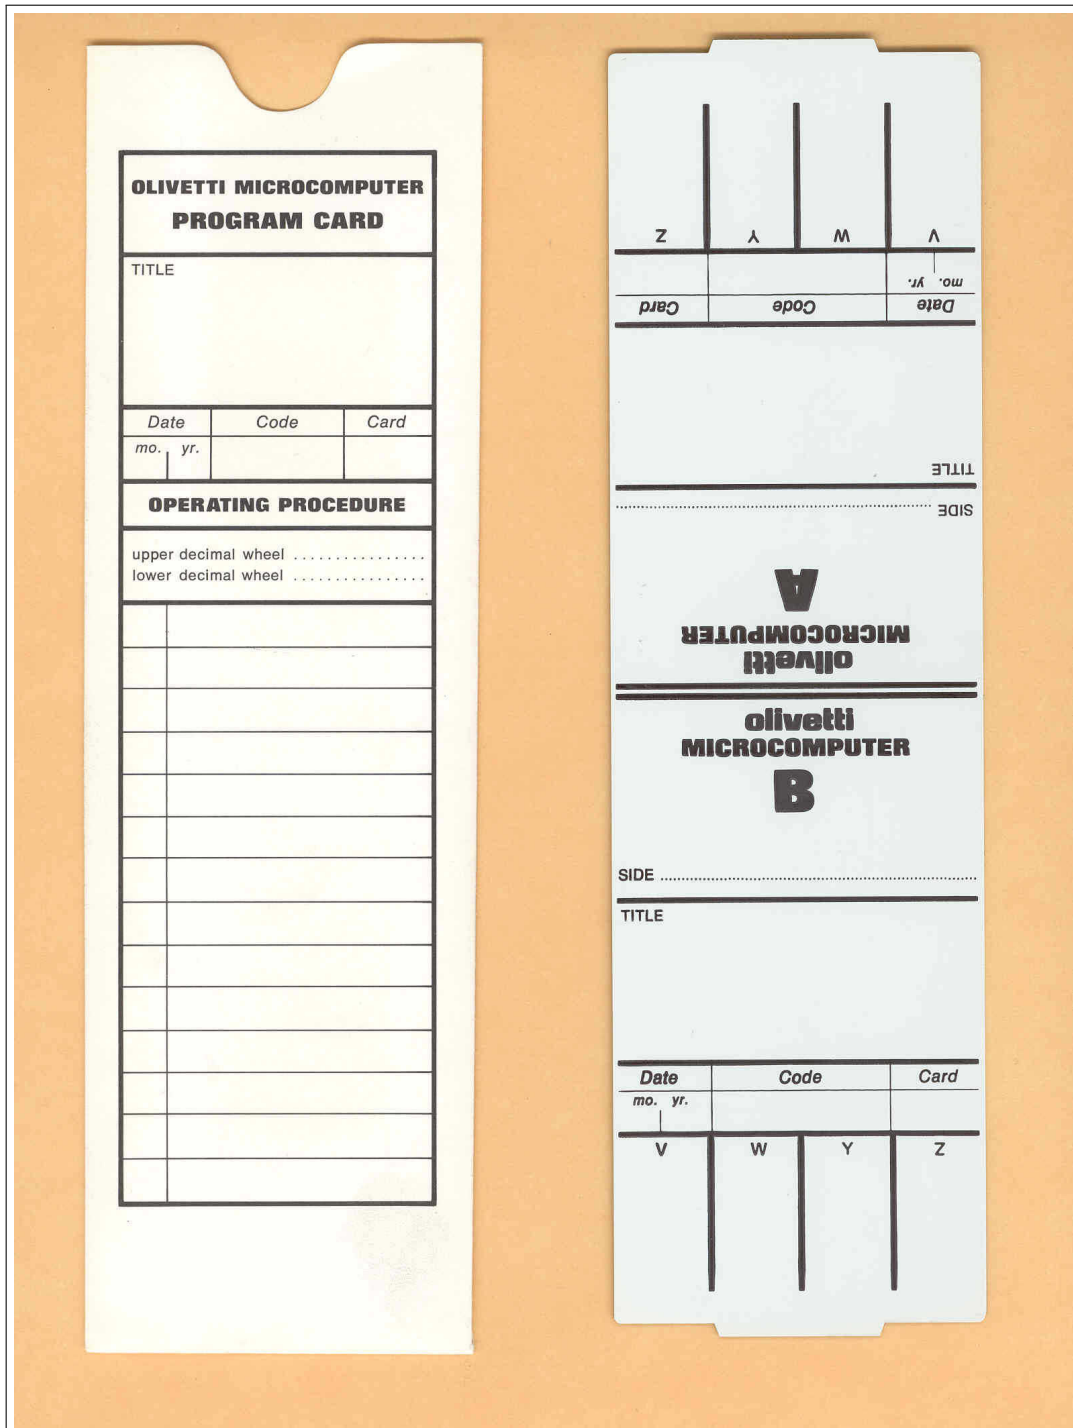 OLIVETTI MICROCOMPUTER
PROGRAM CARD
TITLE
Date Code Card
mo. yr.
OPERATING PROCEDURE
upper decimal wheel ................
lower decimal wheel ................
Z Y W V
mo. yr.
Card Code Date
TITLE
SIDE ................
A
MICROCOMPUTER
olivetti
olivetti
MICROCOMPUTER
B
SIDE ................
TITLE
Date Code Card
mo. yr.
V W Y Z